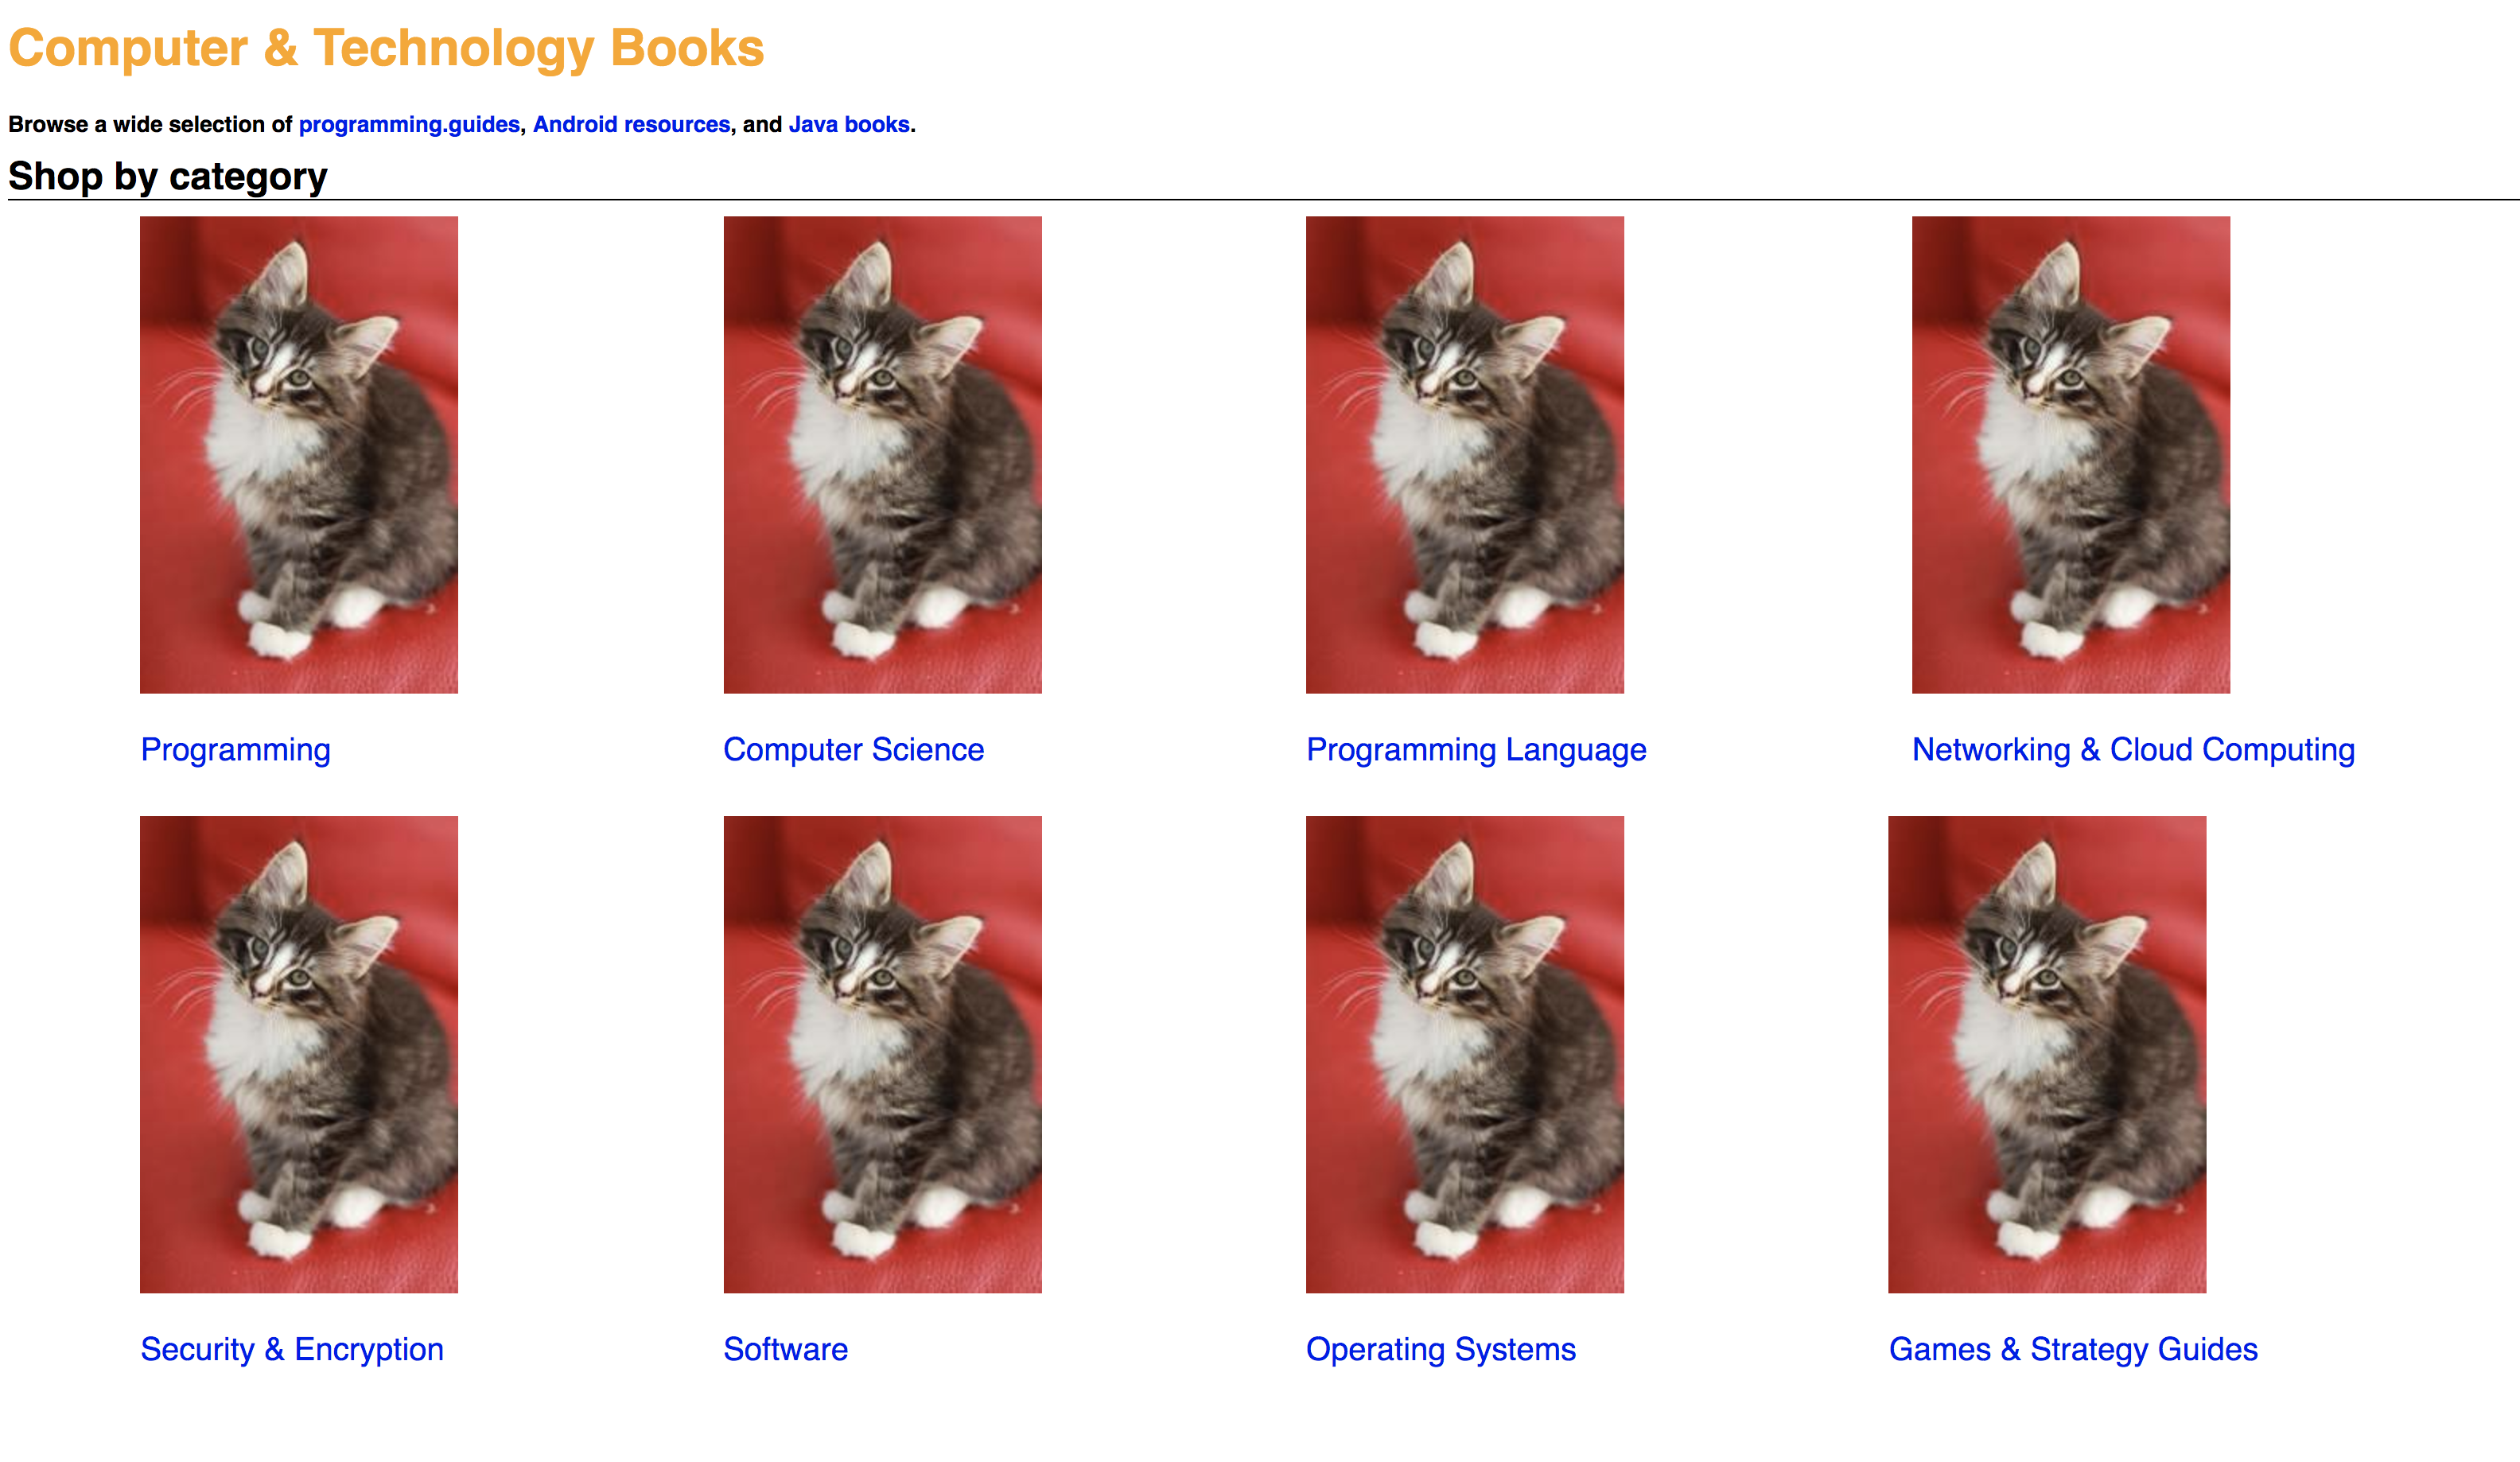 Computer & Technology Books
Browse a wide selection of programming.guides, Android resources, and Java books.
Shop by category
Programming
Computer Science
Programming Language
Networking & Cloud Computing
Security & Encryption
Software
Operating Systems
Games & Strategy Guides